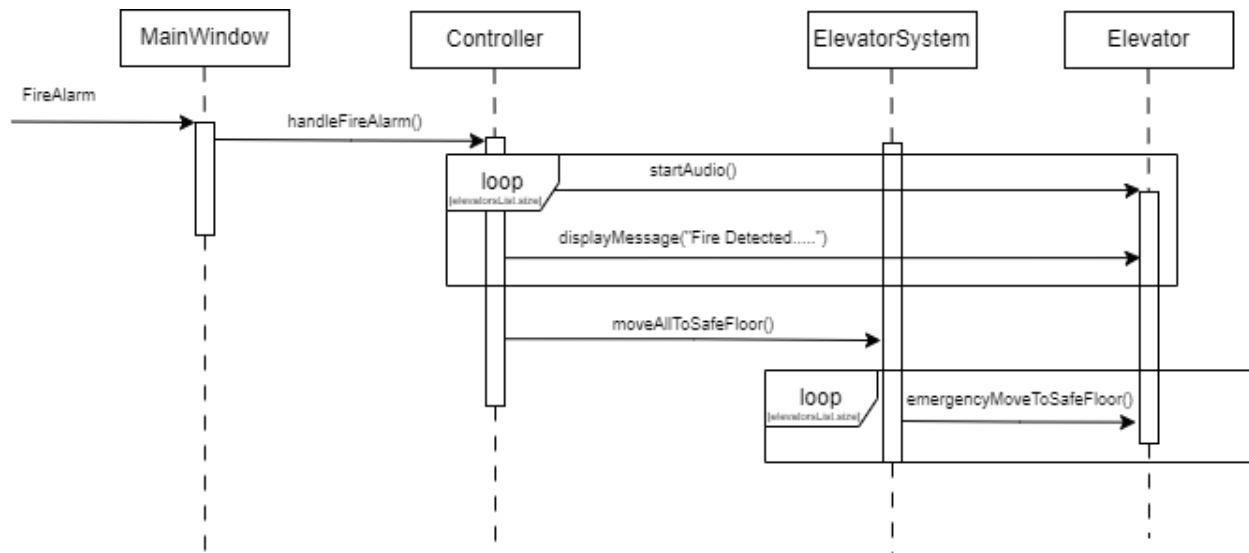 MainWindow
Controller
ElevatorSystem
Elevator
FireAlarm
handleFireAlarm()
loop
[elevatorsList.size]
startAudio()
displayMessage("Fire Detected.....")
moveAllToSafeFloor()
loop
[elevatorsList.size]
emergencyMoveToSafeFloor()